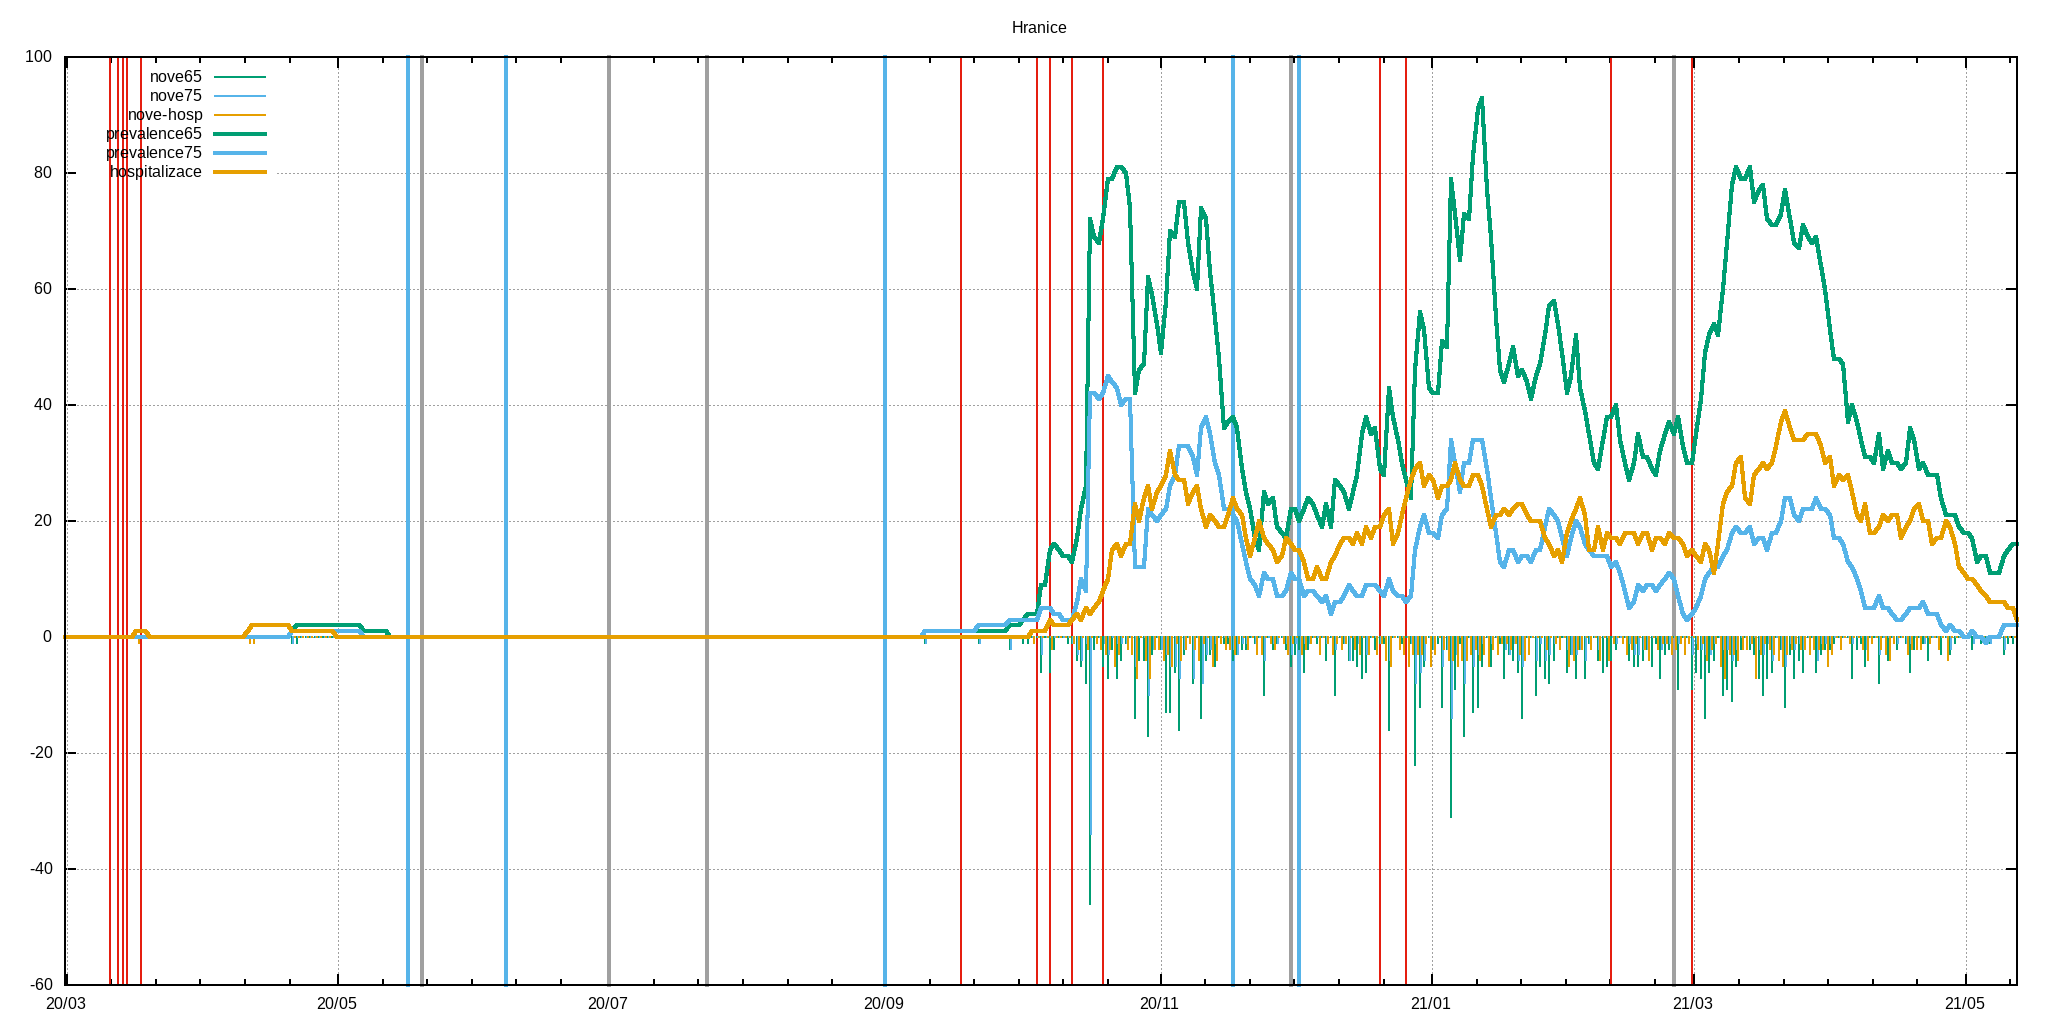 Hranice
100
80
60
40
20
0
-20
-40
-60
nove65
nove75
nove-hosp
prevalence65
prevalence75
hospitalizace
20/03 20/05 20/07 20/09 20/11 21/01 21/03 21/05